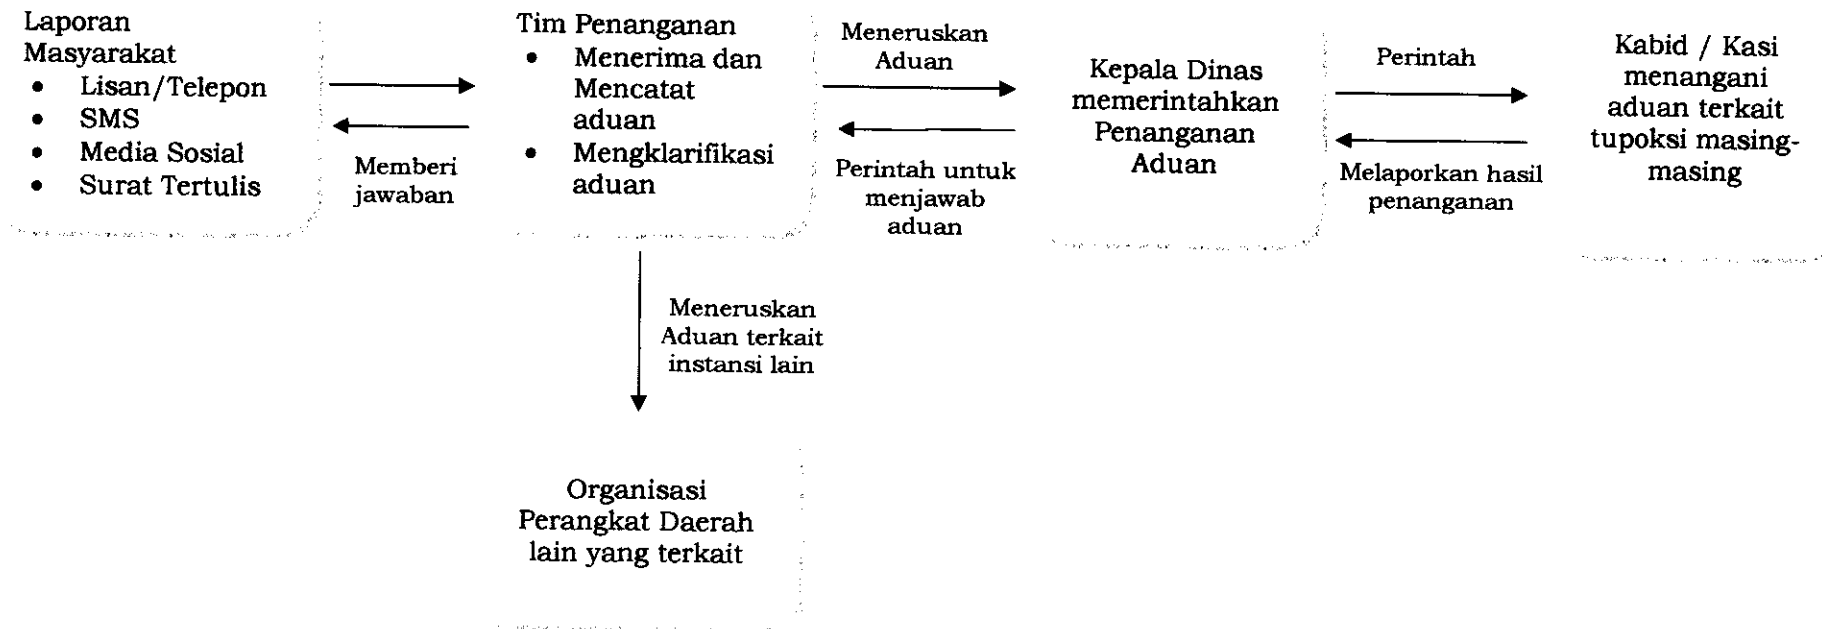 Laporan
Masyarakat
• Lisan/Telepon
• SMS
• Media Sosial
• Surat Tertulis
Memberi
jawaban
Tim Penanganan
• Menerima dan
Mencatat
aduan
• Mengklarifikasi
aduan
Meneruskan
Aduan
Perintah untuk
menjawab
aduan
Kepala Dinas
memerintahkan
Penanganan
Aduan
Perintah
Melaporkan hasil
penanganan
Kabid / Kasi
menangani
aduan terkait
tupoksi masing-
masing
Meneruskan
Aduan terkait
instansi lain
Organisasi
Perangkat Daerah
lain yang terkait